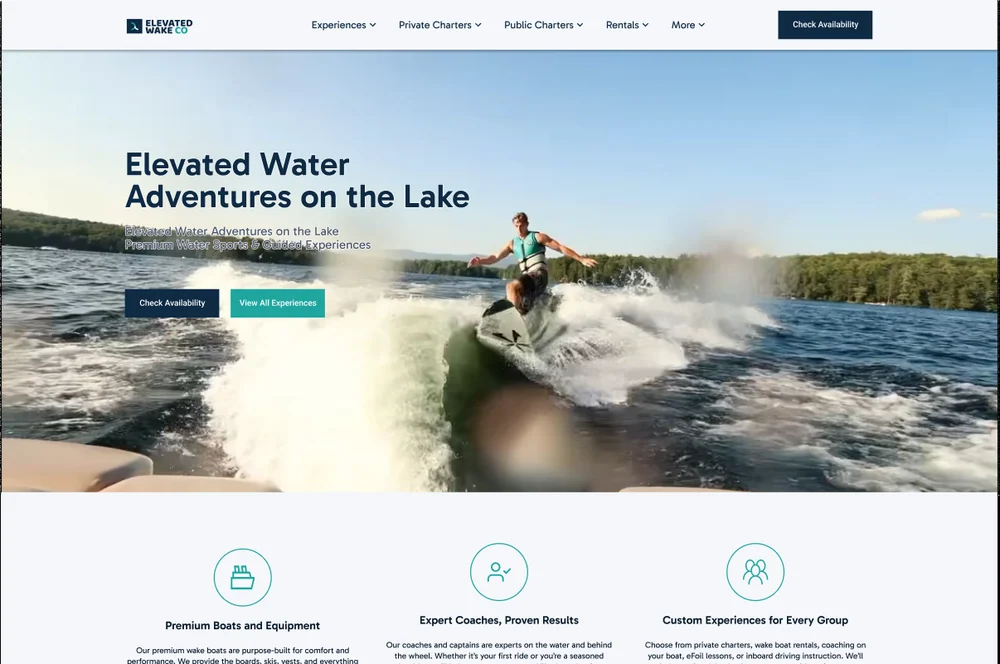 ELEVATED
WAKE CO
Experiences
Private Charters
Public Charters
Rentals
More
Check Availability
Elevated Water
Adventures on the Lake
Elevated Water Adventures on the Lake
Premium Water Sports & Guided Experiences
Check Availability
View All Experiences
Premium Boats and Equipment
Our premium wake boats are purpose-built for comfort and
performance. We provide the boards, skis, vests, and everything
Expert Coaches, Proven Results
Our coaches and captains are experts on the water and behind
the wheel. Whether it's your first ride or you're a seasoned
Custom Experiences for Every Group
Choose from private charters, wake boat rentals, coaching on
your boat, eFoil lessons, or inboard driving instruction. We'll